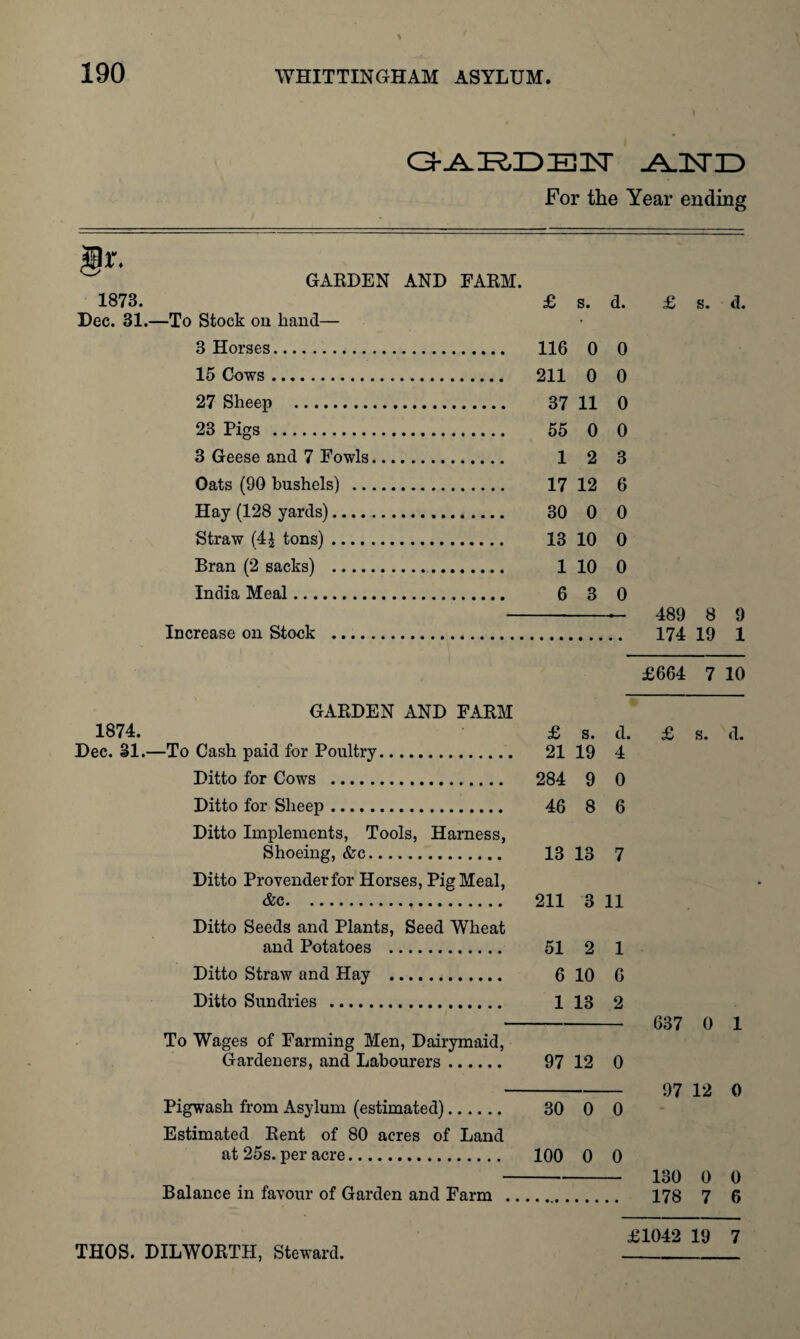 190 WHITTINGHAM ASYLUM.
GARDEN AND
For the Year ending
Dr.
GARDEN AND FARM.
1873. £ s. d. £ s. d.
Dec. 31.—To Stock on hand—
3 Horses........................ 116 0 0
15 Cows........................ 211 0 0
27 Sheep ........................ 37 11 0
23 Pigs ........................ 55 0 0
3 Geese and 7 Fowls............... 1 2 3
Oats (90 bushels) .................. 17 12 6
Hay (128 yards).................... 30 0 0
Straw (4½ tons).................... 13 10 0
Bran (2 sacks) .................... 1 10 0
India Meal........................ 6 3 0
489 8 9
Increase on Stock ........................ 174 19 1
£664 7 10
GARDEN AND FARM
1874. £ s. d. £ s. d.
Dec. 31.—To Cash paid for Poultry............... 21 19 4
Ditto for Cows .................... 284 9 0
Ditto for Sheep.................... 46 8 6
Ditto Implements, Tools, Harness,
Shoeing, &c............... 13 13 7
Ditto Provender for Horses, Pig Meal,
&c. ...................... 211 3 11
Ditto Seeds and Plants, Seed Wheat
and Potatoes ............. 51 2 1
Ditto Straw and Hay ............. 6 10 6
Ditto Sundries .................... 1 13 2
637 0 1
To Wages of Farming Men, Dairymaid,
Gardeners, and Labourers...... 97 12 0
97 12 0
Pigwash from Asylum (estimated)...... 30 0 0
Estimated Rent of 80 acres of Land
at 25s. per acre.................. 100 0 0
130 0 0
Balance in favour of Garden and Farm .............. 178 7 6
£1042 19 7
THOS. DILWORTH, Steward.